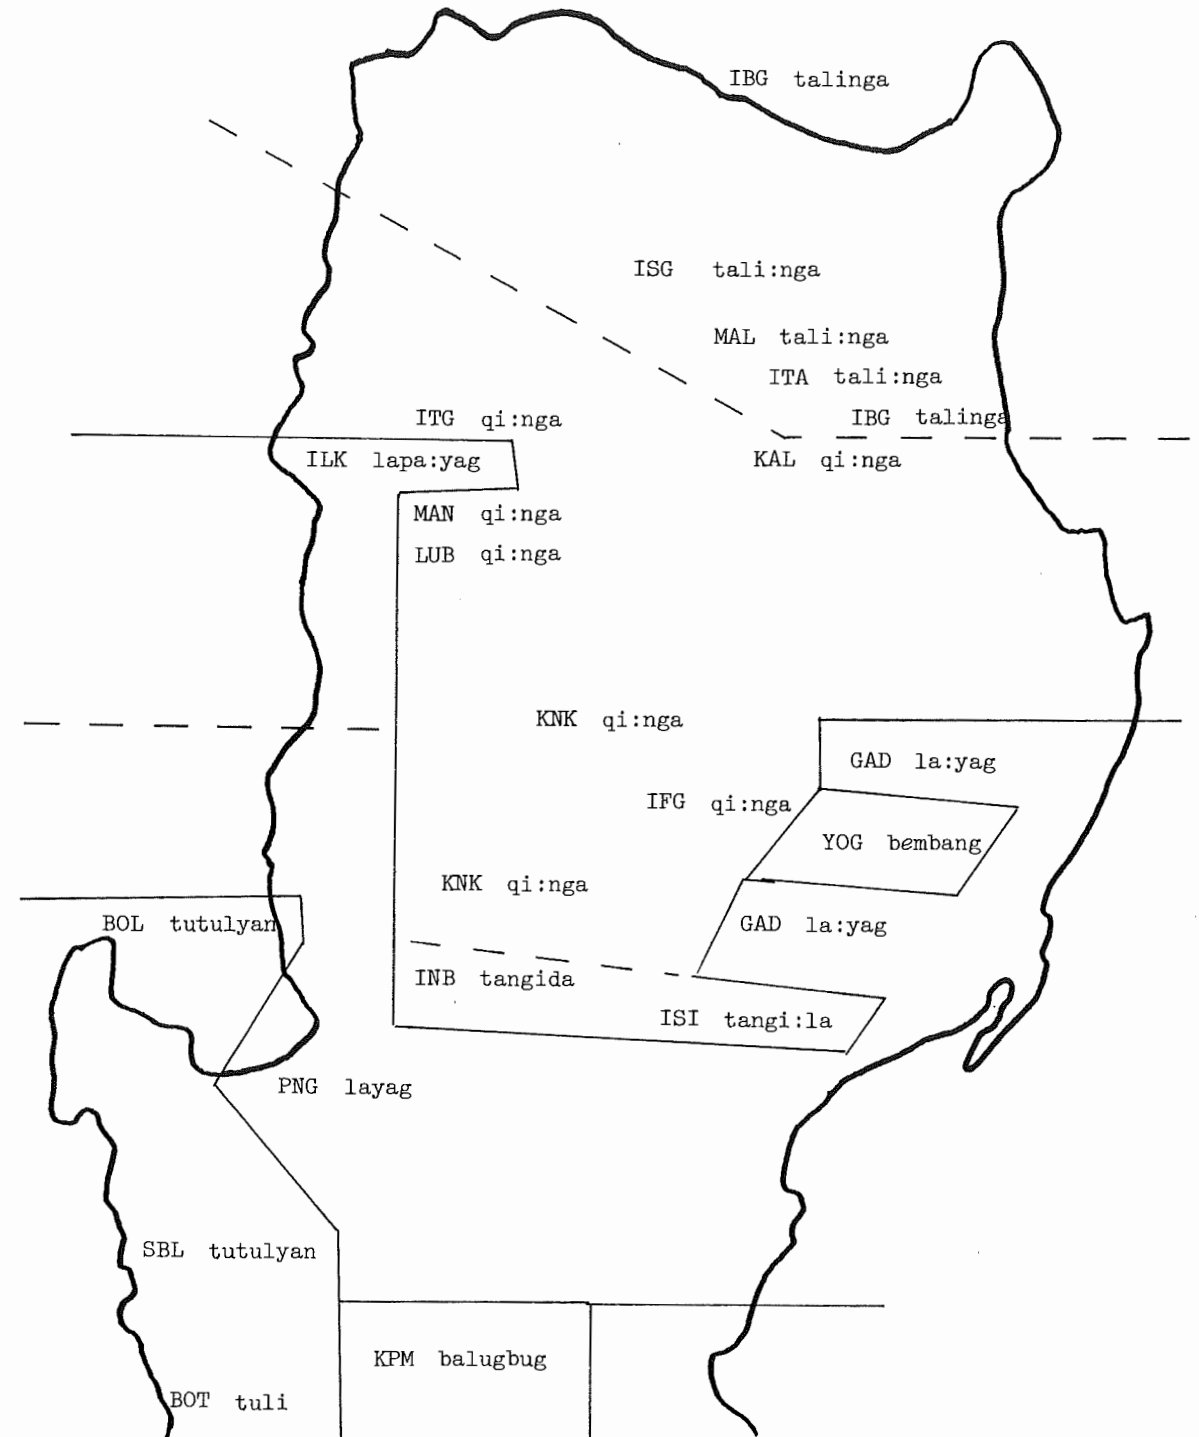 IBG talinga
ISG tali:nga
MAL tali:nga
ITA tali:nga
IBG talinga
ITG qi:nga
KAL qi:nga
ILK lapa:yag
MAN qi:nga
LUB qi:nga
KNK qi:nga
GAD la:yag
IFG qi:nga
YOG bembang
KNK qi:nga
BOL tutulyan
GAD la:yag
INB tangida
ISI tangi:la
PNG layag
SBL tutulyan
KPM balugbug
BOT tuli